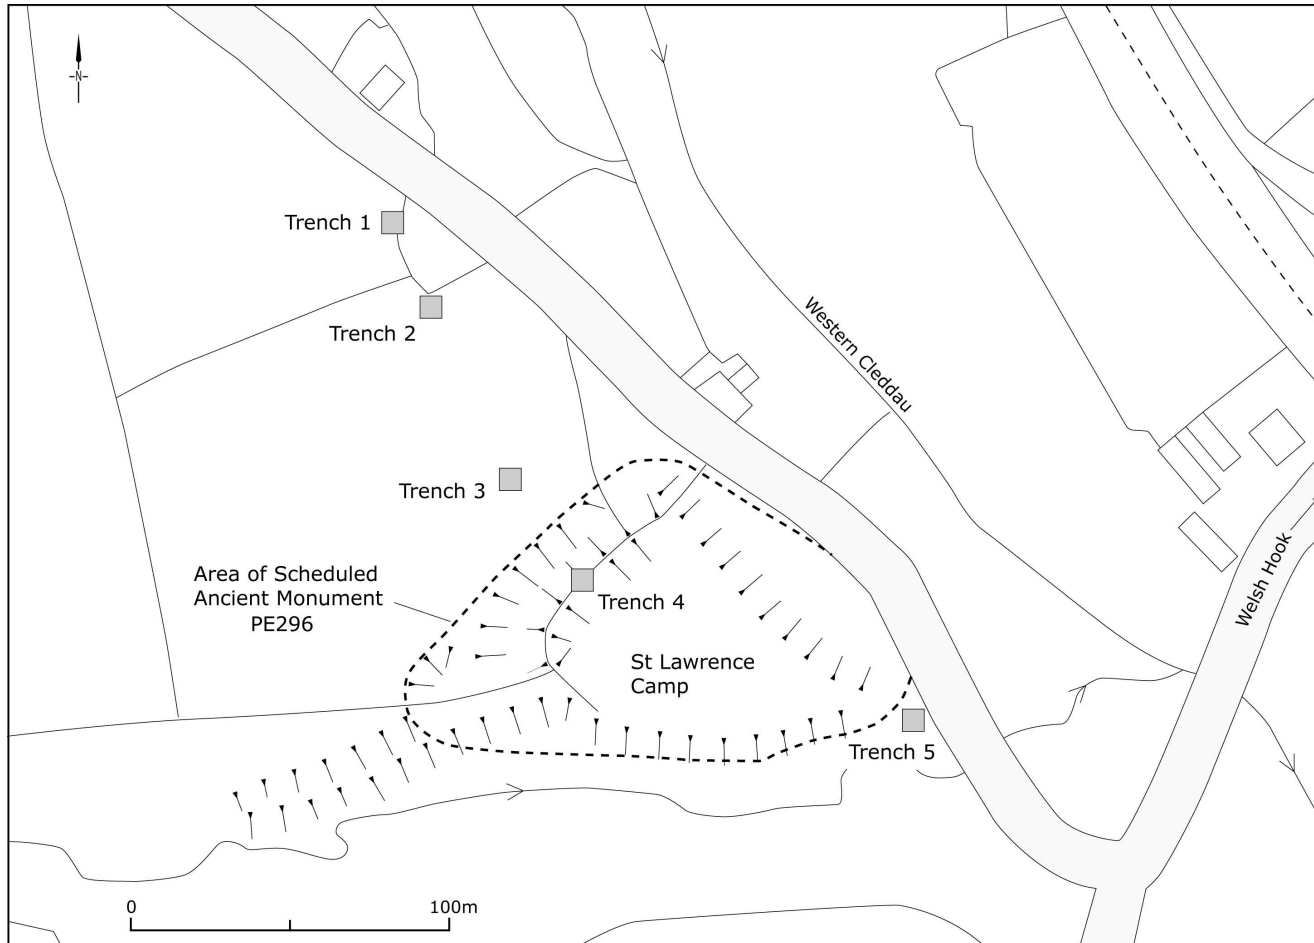 N
Trench 1
Trench 2
Western Cleddau
Trench 3
Welsh Hook
Area of Scheduled
Ancient Monument
PE296
Trench 4
St Lawrence
Camp
Trench 5
0
100m